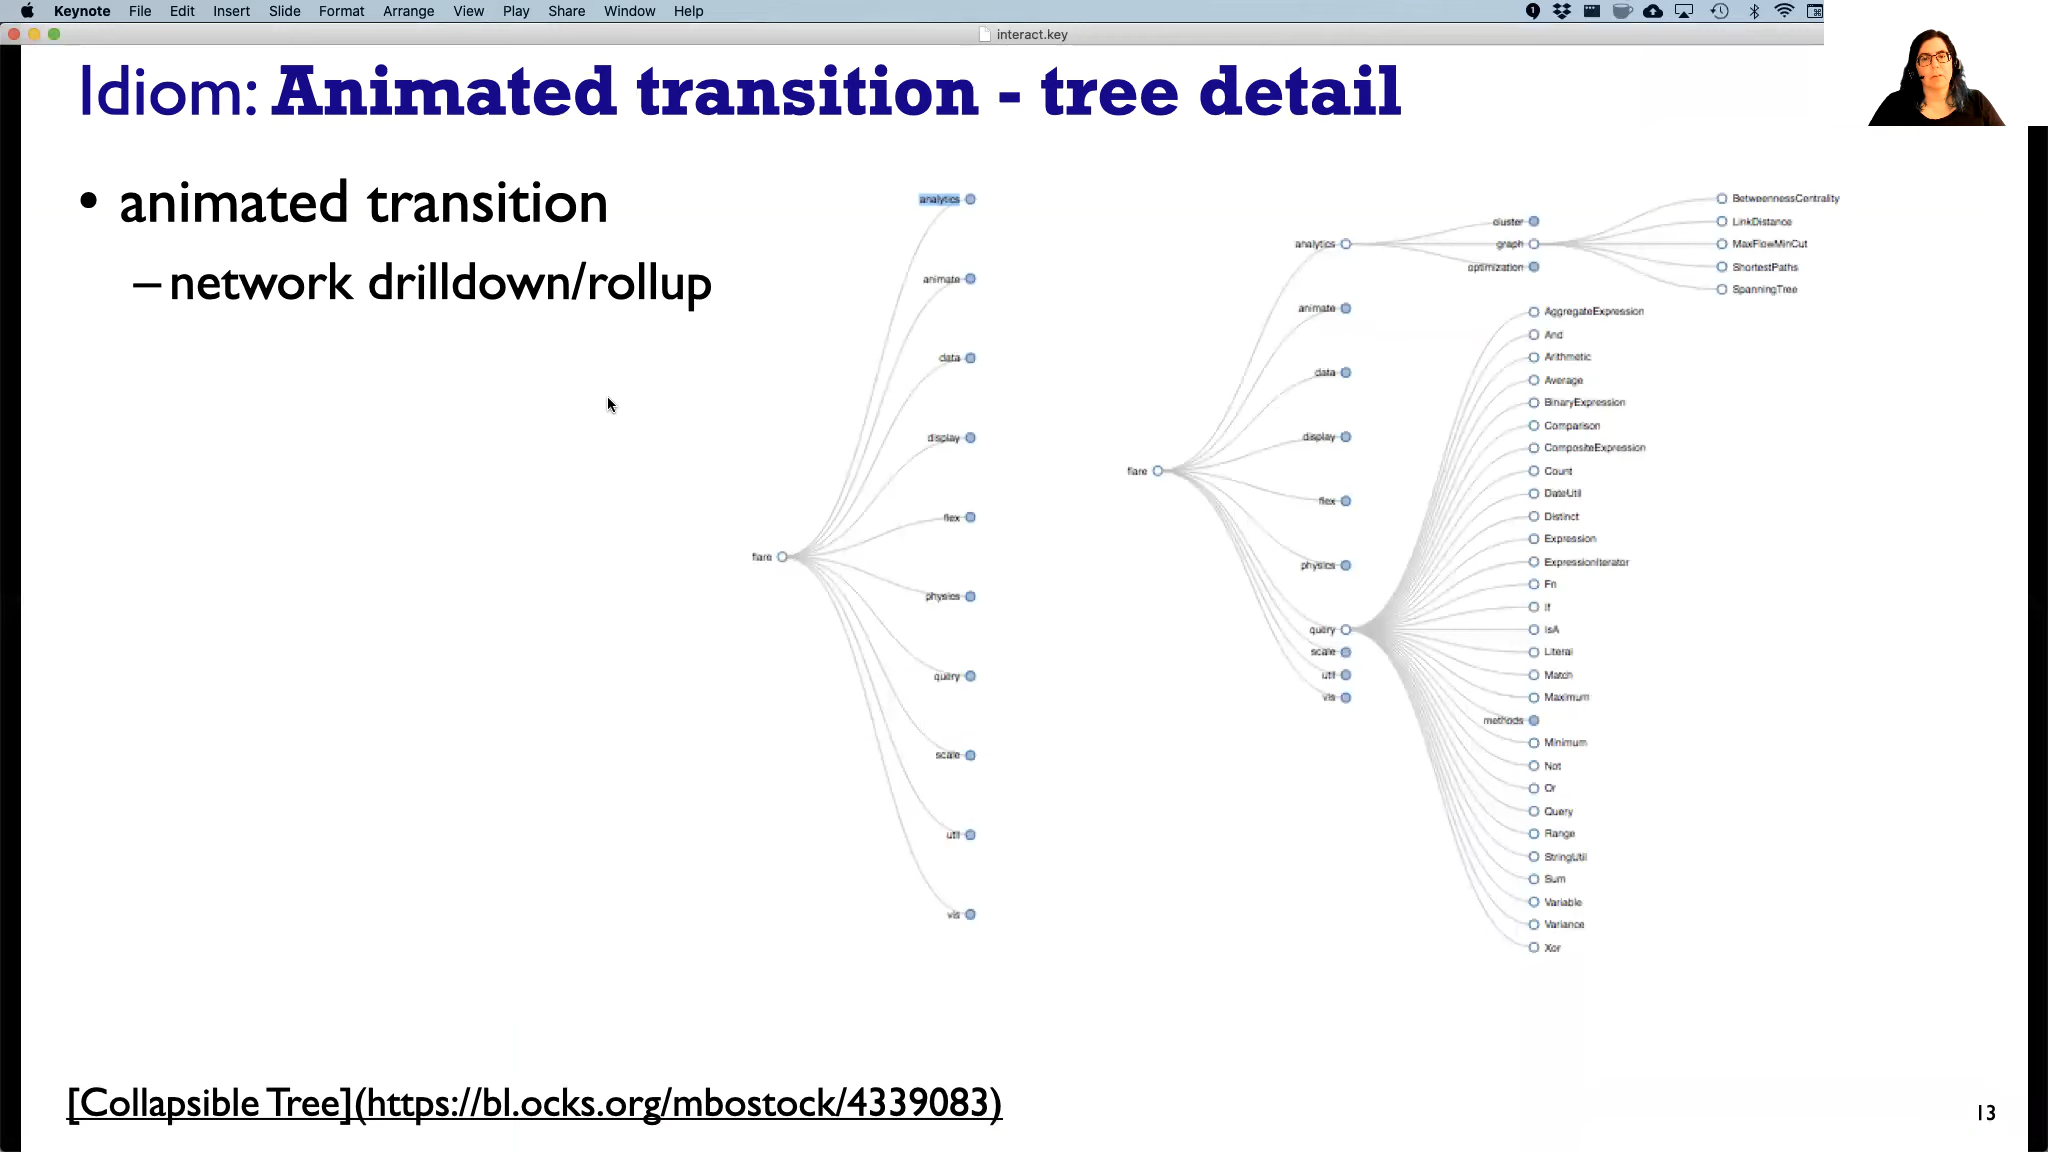 Keynote File Edit Insert Slide Format Arrange View Play Share Window Help
interact.key
Idiom: Animated transition - tree detail
• animated transition
– network drilldown/rollup
analytics
animate
data
display
flex
flare
physics
query
scale
util
vis
BetweennessCentrality
cluster
LinkDistance
analytics
graph
MaxFlowMinCut
optimization
ShortestPaths
SpanningTree
animate
AggregateExpression
And
Arithmetic
data
Average
BinaryExpression
Comparison
display
CompositeExpression
flare
Count
DateUtil
flex
Distinct
Expression
physics
ExpressionIterator
Fn
If
query
IsA
scale
Literal
util
Match
vis
Maximum
methods
Minimum
Not
Or
Query
Range
StringUtil
Sum
Variable
Variance
Xor
[Collapsible Tree](https://bl.ocks.org/mbostock/4339083)
13